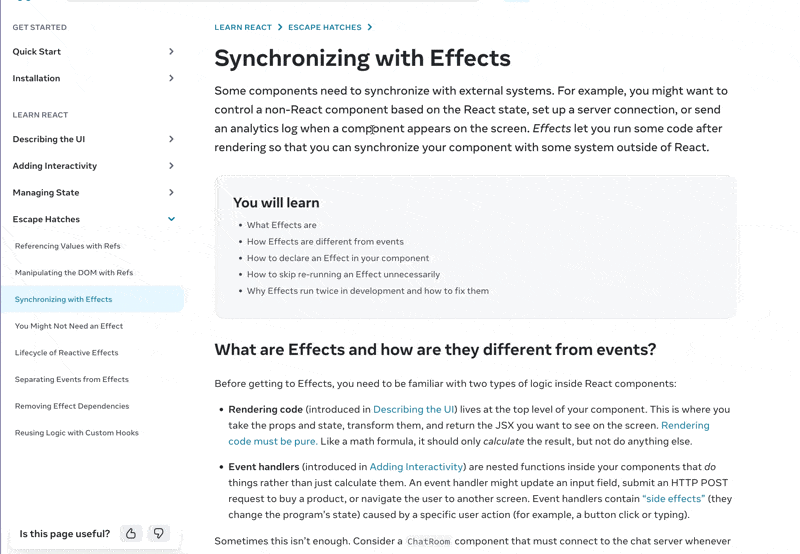 GET STARTED
Quick Start
Installation
LEARN REACT
Describing the UI
Adding Interactivity
Managing State
Escape Hatches
Referencing Values with Refs
Manipulating the DOM with Refs
Synchronizing with Effects
You Might Not Need an Effect
Lifecycle of Reactive Effects
Separating Events from Effects
Removing Effect Dependencies
Reusing Logic with Custom Hooks
Is this page useful?
LEARN REACT > ESCAPE HATCHES >
Synchronizing with Effects
Some components need to synchronize with external systems. For example, you might want to
control a non-React component based on the React state, set up a server connection, or send
an analytics log when a component appears on the screen. Effects let you run some code after
rendering so that you can synchronize your component with some system outside of React.
You will learn
• What Effects are
• How Effects are different from events
• How to declare an Effect in your component
• How to skip re-running an Effect unnecessarily
• Why Effects run twice in development and how to fix them
What are Effects and how are they different from events?
Before getting to Effects, you need to be familiar with two types of logic inside React components:
• Rendering code (introduced in Describing the UI) lives at the top level of your component. This is where you
take the props and state, transform them, and return the JSX you want to see on the screen. Rendering
code must be pure. Like a math formula, it should only calculate the result, but not do anything else.
• Event handlers (introduced in Adding Interactivity) are nested functions inside your components that do
things rather than just calculate them. An event handler might update an input field, submit an HTTP POST
request to buy a product, or navigate the user to another screen. Event handlers contain “side effects” (they
change the program’s state) caused by a specific user action (for example, a button click or typing).
Sometimes this isn’t enough. Consider a ChatRoom component that must connect to the chat server whenever